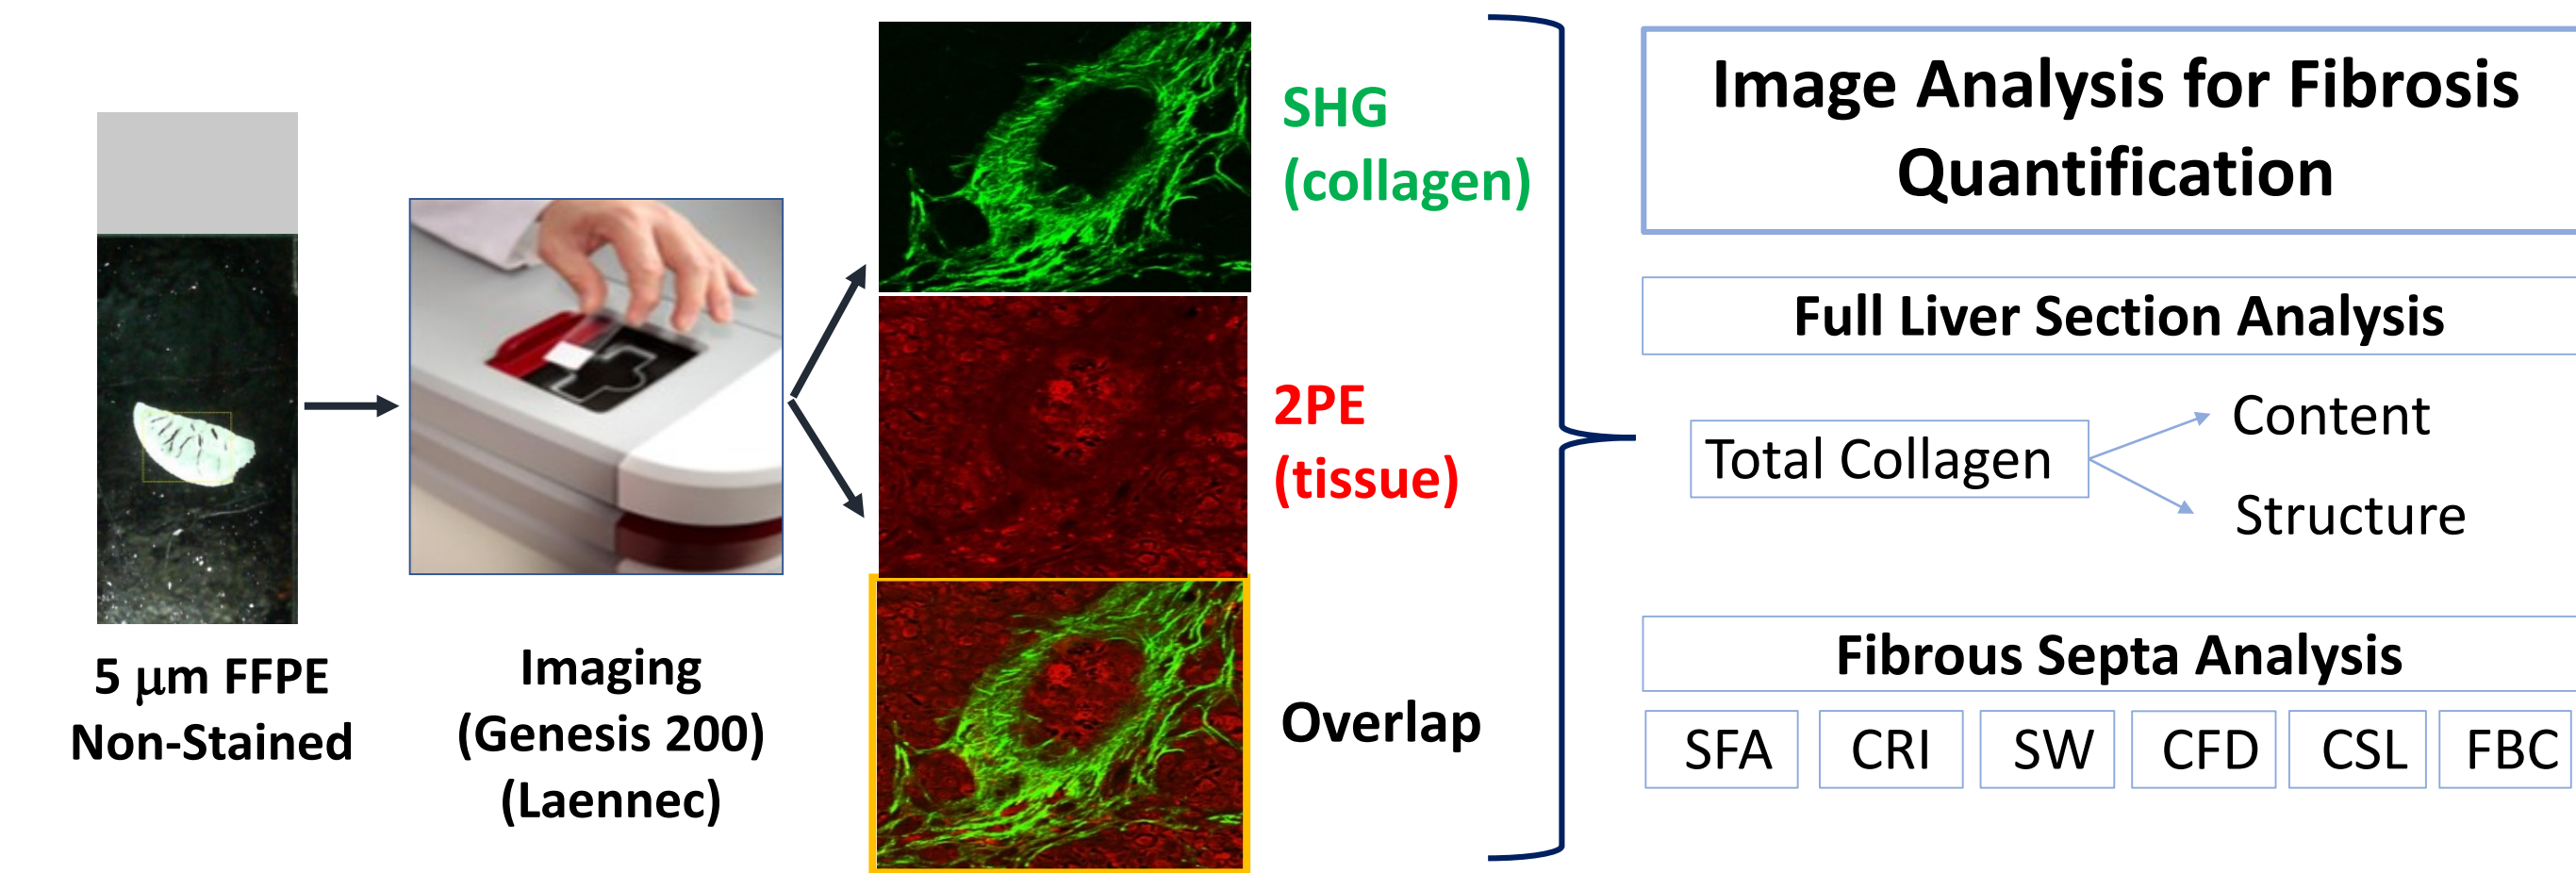 5 μm FFPE
Non-Stained
Imaging
(Genesis 200)
(Laennec)
SHG
(collagen)
2PE
(tissue)
Overlap
Image Analysis for Fibrosis
Quantification
Full Liver Section Analysis
Total Collagen
Content
Structure
Fibrous Septa Analysis
SFA CRI SW CFD CSL FBC